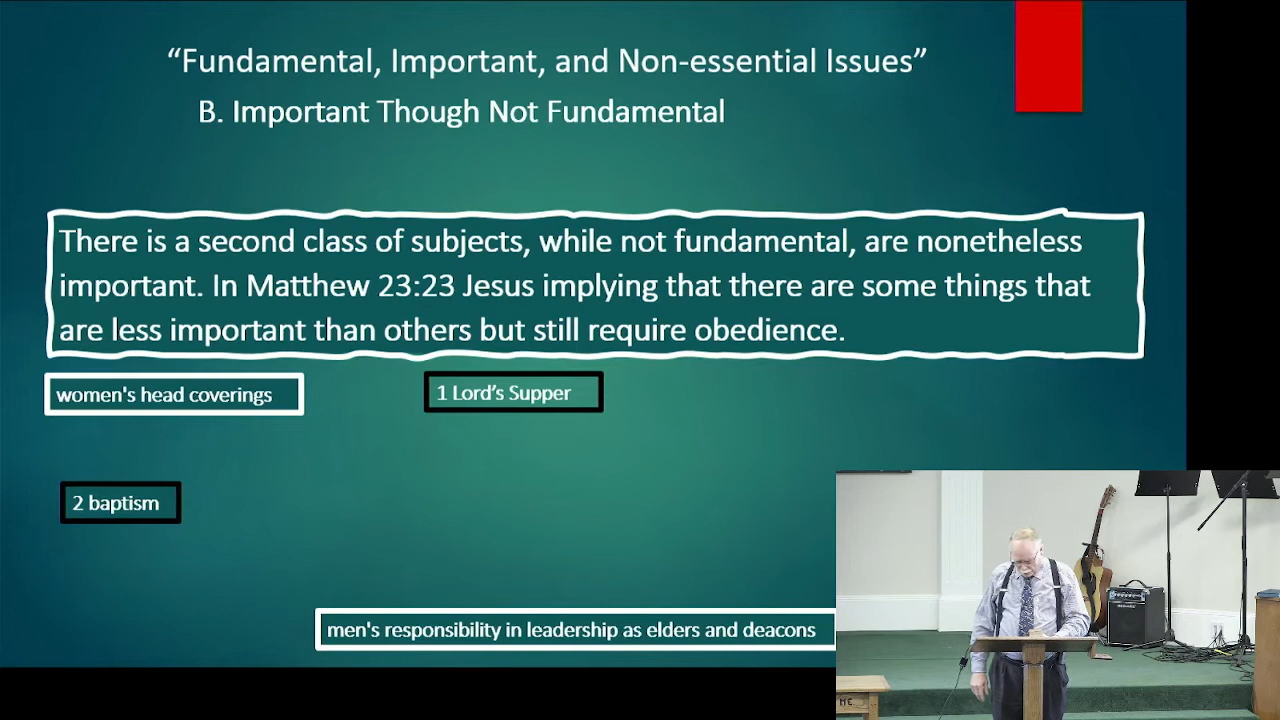 “Fundamental, Important, and Non-essential Issues”
B. Important Though Not Fundamental
There is a second class of subjects, while not fundamental, are nonetheless
important. In Matthew 23:23 Jesus implying that there are some things that
are less important than others but still require obedience.
women's head coverings
1 Lord’s Supper
2 baptism
men's responsibility in leadership as elders and deacons